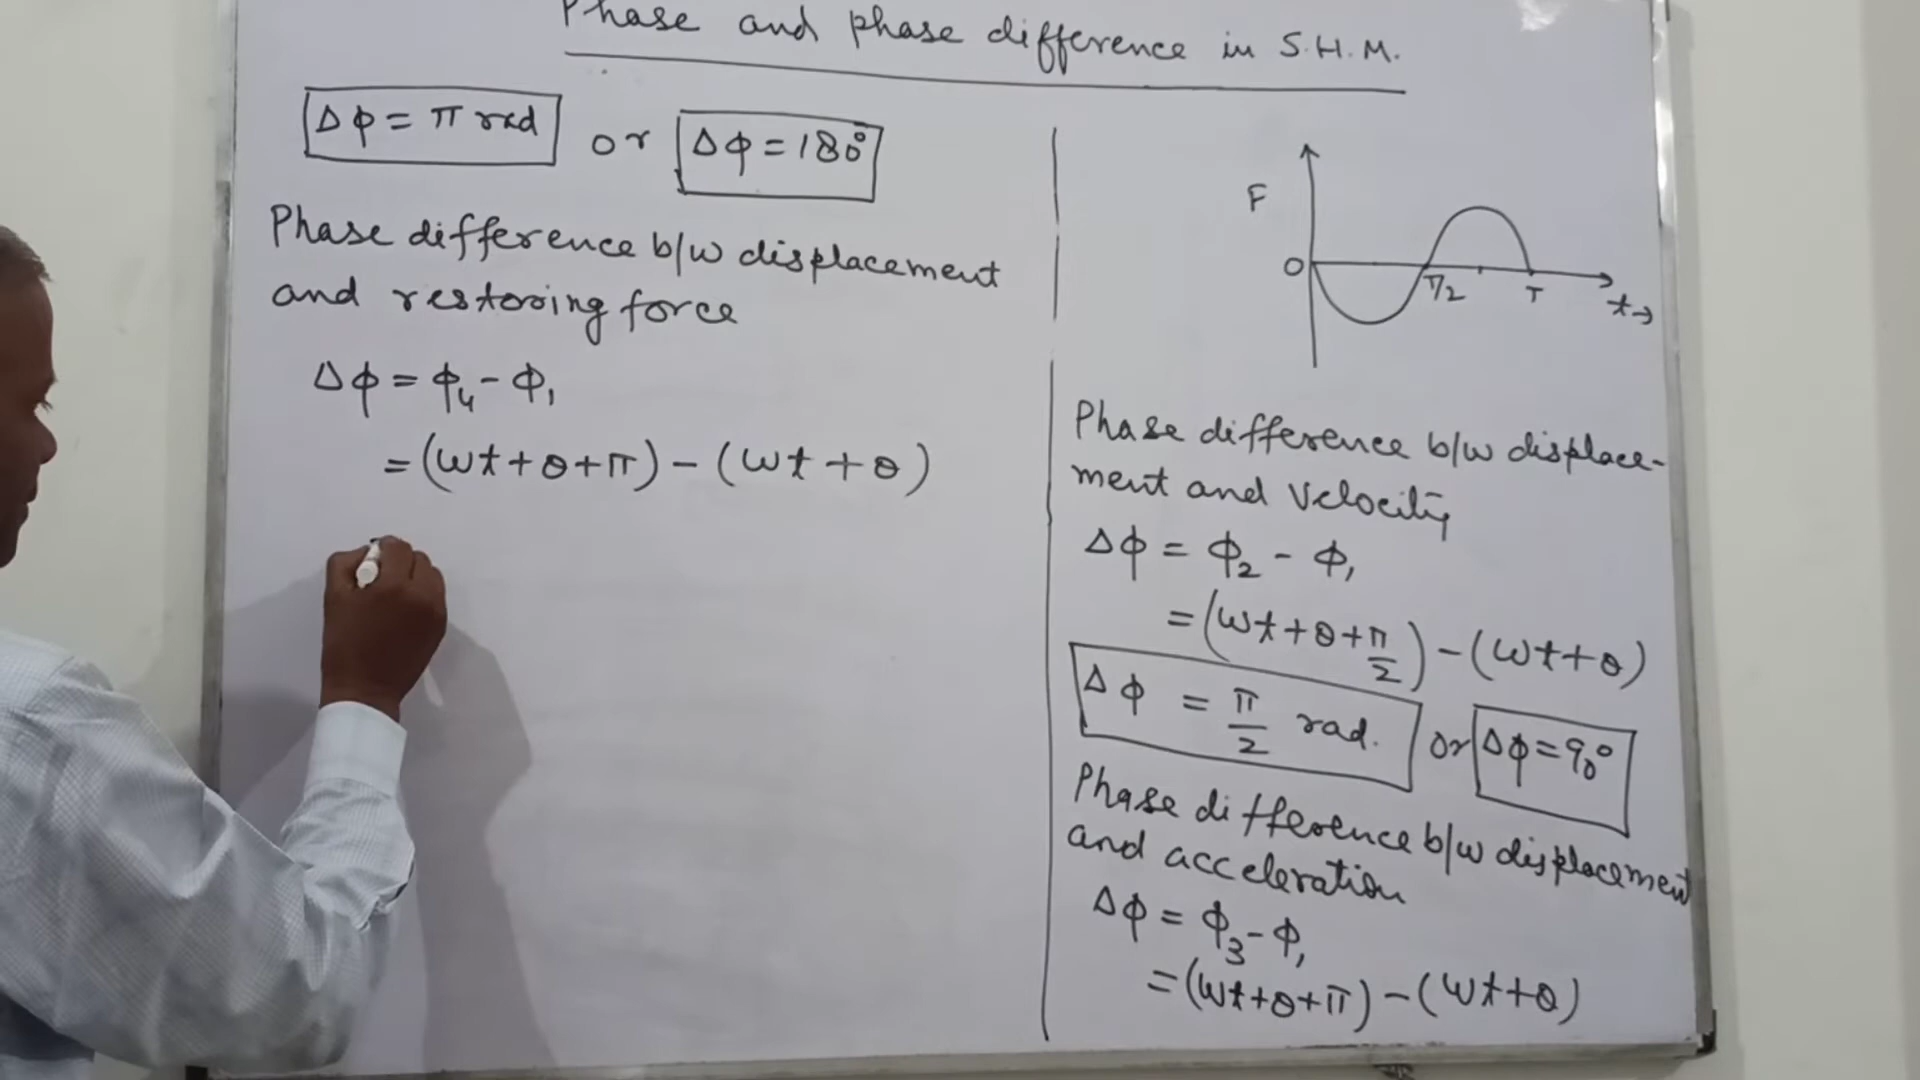 Phase and phase difference in S.H.M.
Δφ = π rad or Δφ = 180°
Phase difference b/w displacement
and restoring force
Δφ = φ₄ - φ₁
= (ωt + θ + π) - (ωt + θ)
F
O T/2 T t→
Phase difference b/w displace-
ment and velocity
Δφ = φ₂ - φ₁
= (ωt + θ + π/2) - (ωt + θ)
Δφ = π/2 rad. or Δφ = 90°
Phase difference b/w displacement
and acceleration
Δφ = φ₃ - φ₁
= (ωt + θ + π) - (ωt + θ)